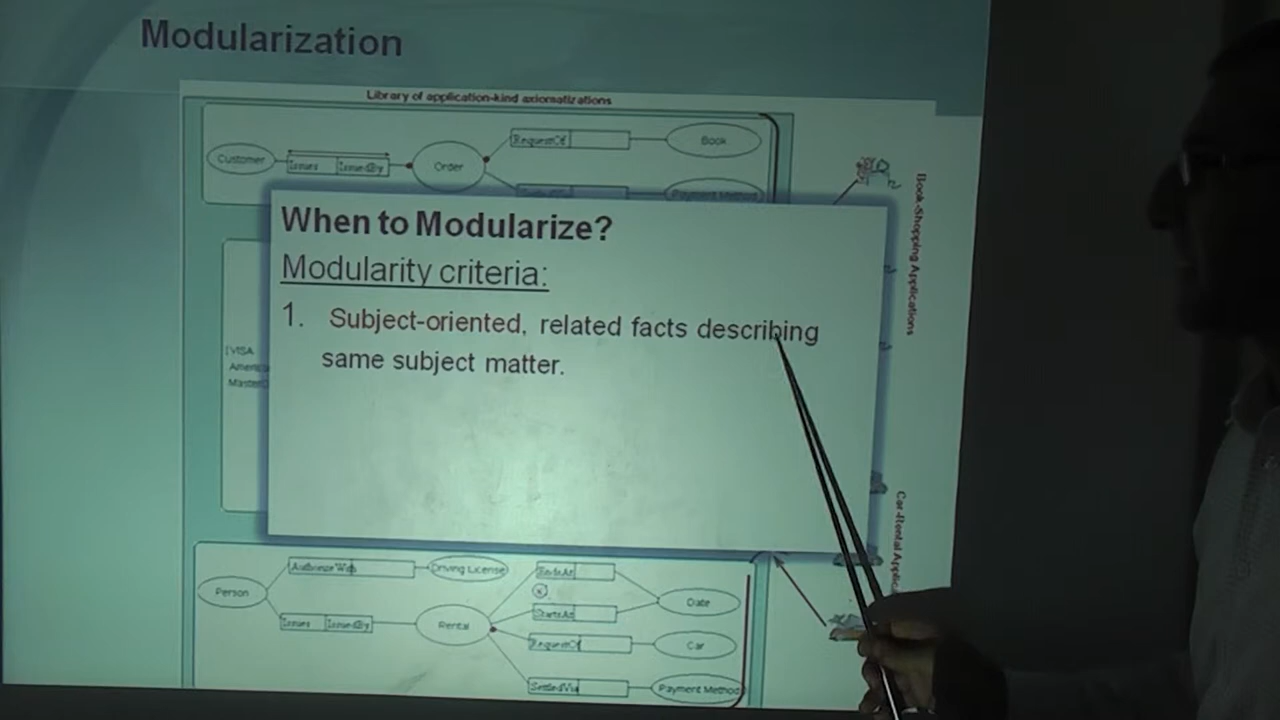 Modularization
Library of application-kind axiomatizations
Customer
Issues
IssuedBy
Order
RequestOf
Book
Payment Method
When to Modularize?
Modularity criteria:
1. Subject-oriented, related facts describing
same subject matter.
Book-Shopping Applications
[VISA
Car-Rental
Person
Driving License
Issues
IssuedBy
Rental
StartsAt
Date
RequestOf
Car
SettledVia
Payment Method